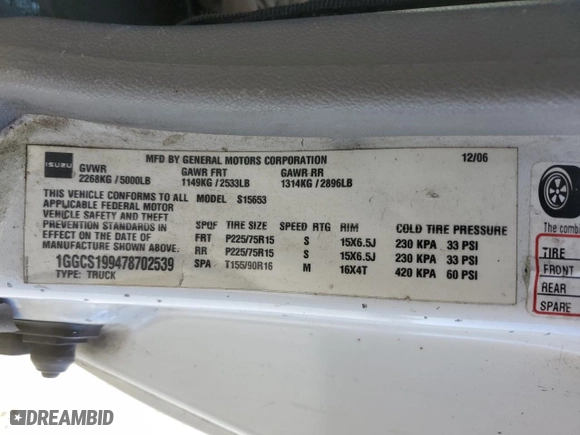 MFD BY GENERAL MOTORS CORPORATION 12/06
ISUZU
GVWR GAWR FRT GAWR RR
2268KG / 5000LB 1149KG / 2533LB 1314KG / 2896LB
THIS VEHICLE CONFORMS TO ALL MODEL S15653
APPLICABLE FEDERAL MOTOR
VEHICLE SAFETY AND THEFT
PREVENTION STANDARDS
IN EFFECT ON THE DATE OF
MANUFACTURE SHOWN ABOVE.
1GGCS199478702539
TYPE: TRUCK
SPQF TIRE SIZE SPEED RTG RIM COLD TIRE PRESSURE
FRT P225/75R15 S 15X6.5J 230 KPA 33 PSI
RR P225/75R15 S 15X6.5J 230 KPA 33 PSI
SPA T155/90R16 M 16X4T 420 KPA 60 PSI
The combi
TIRE
FRONT
REAR
SPARE
DREAMBID